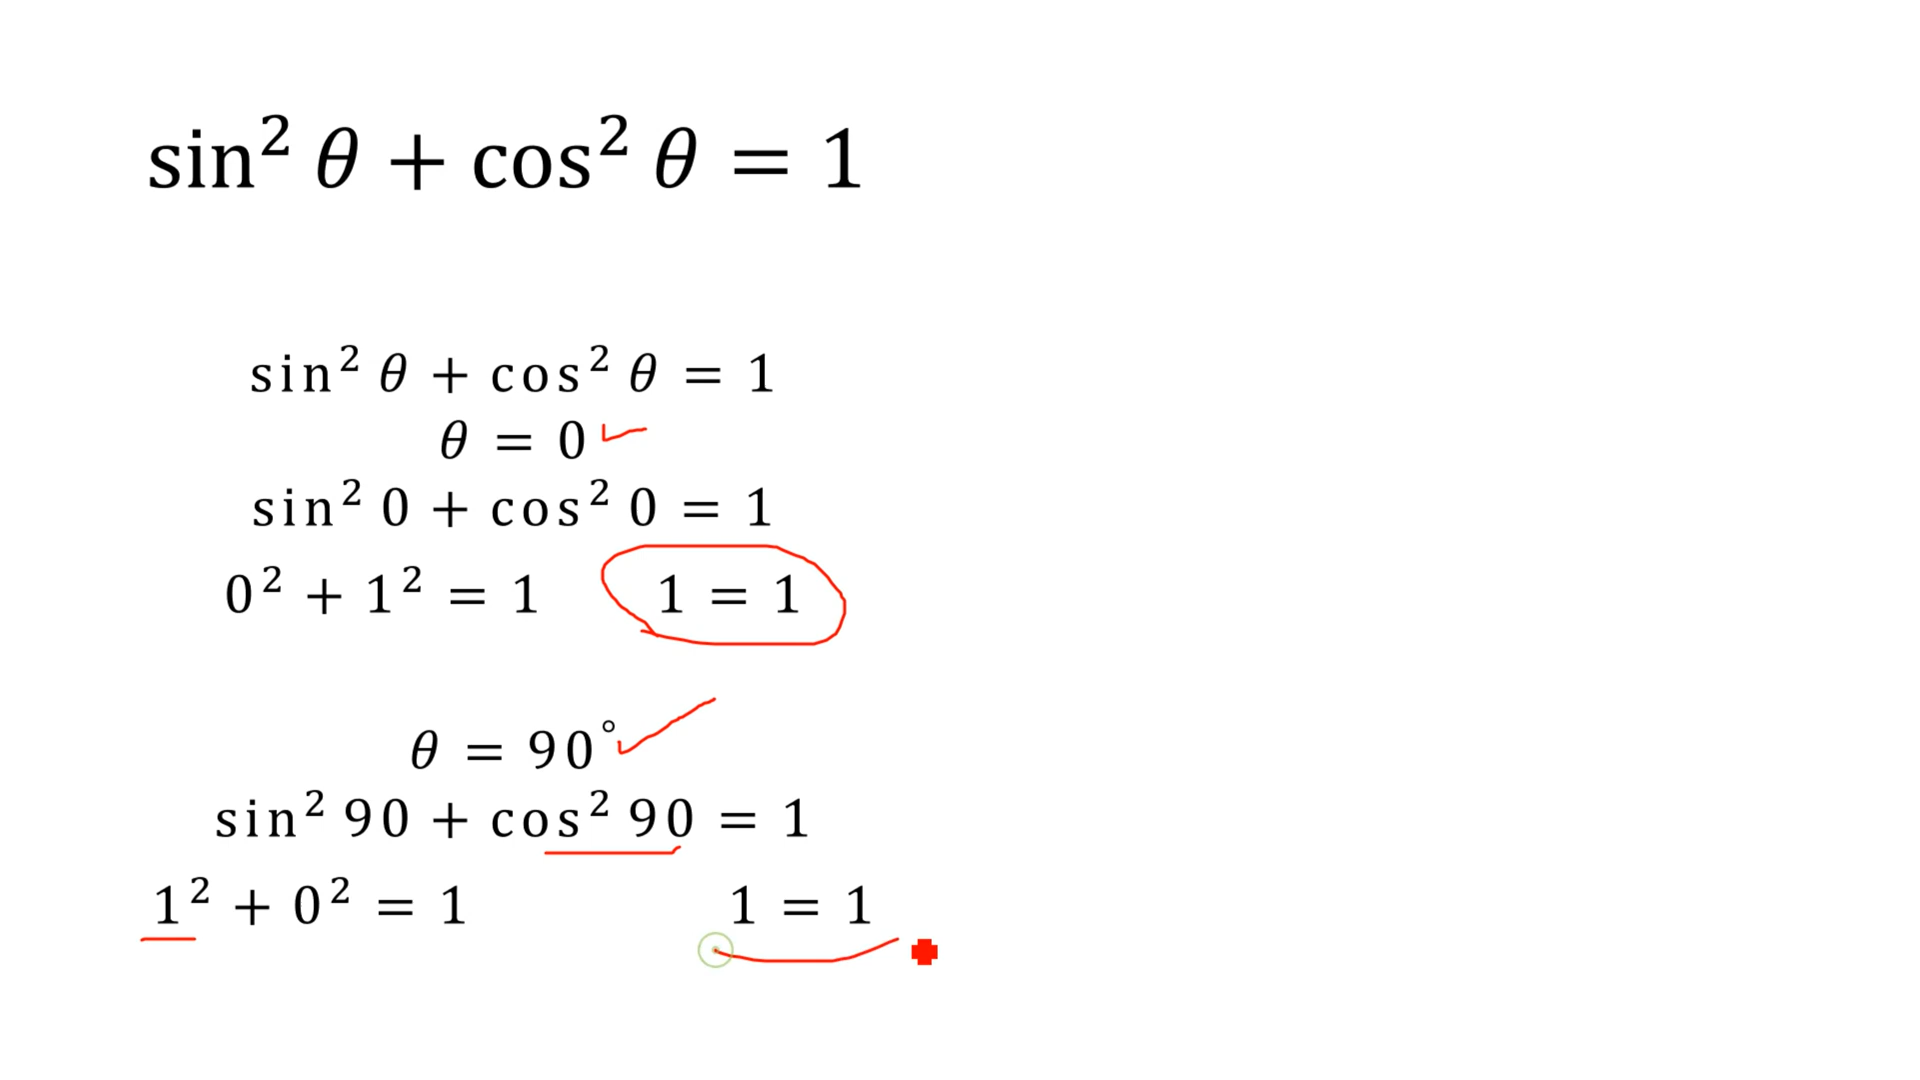 sin² θ + cos² θ = 1
sin² θ + cos² θ = 1
θ = 0
sin² 0 + cos² 0 = 1
0² + 1² = 1 1 = 1
θ = 90°
sin² 90 + cos² 90 = 1
1² + 0² = 1 1 = 1